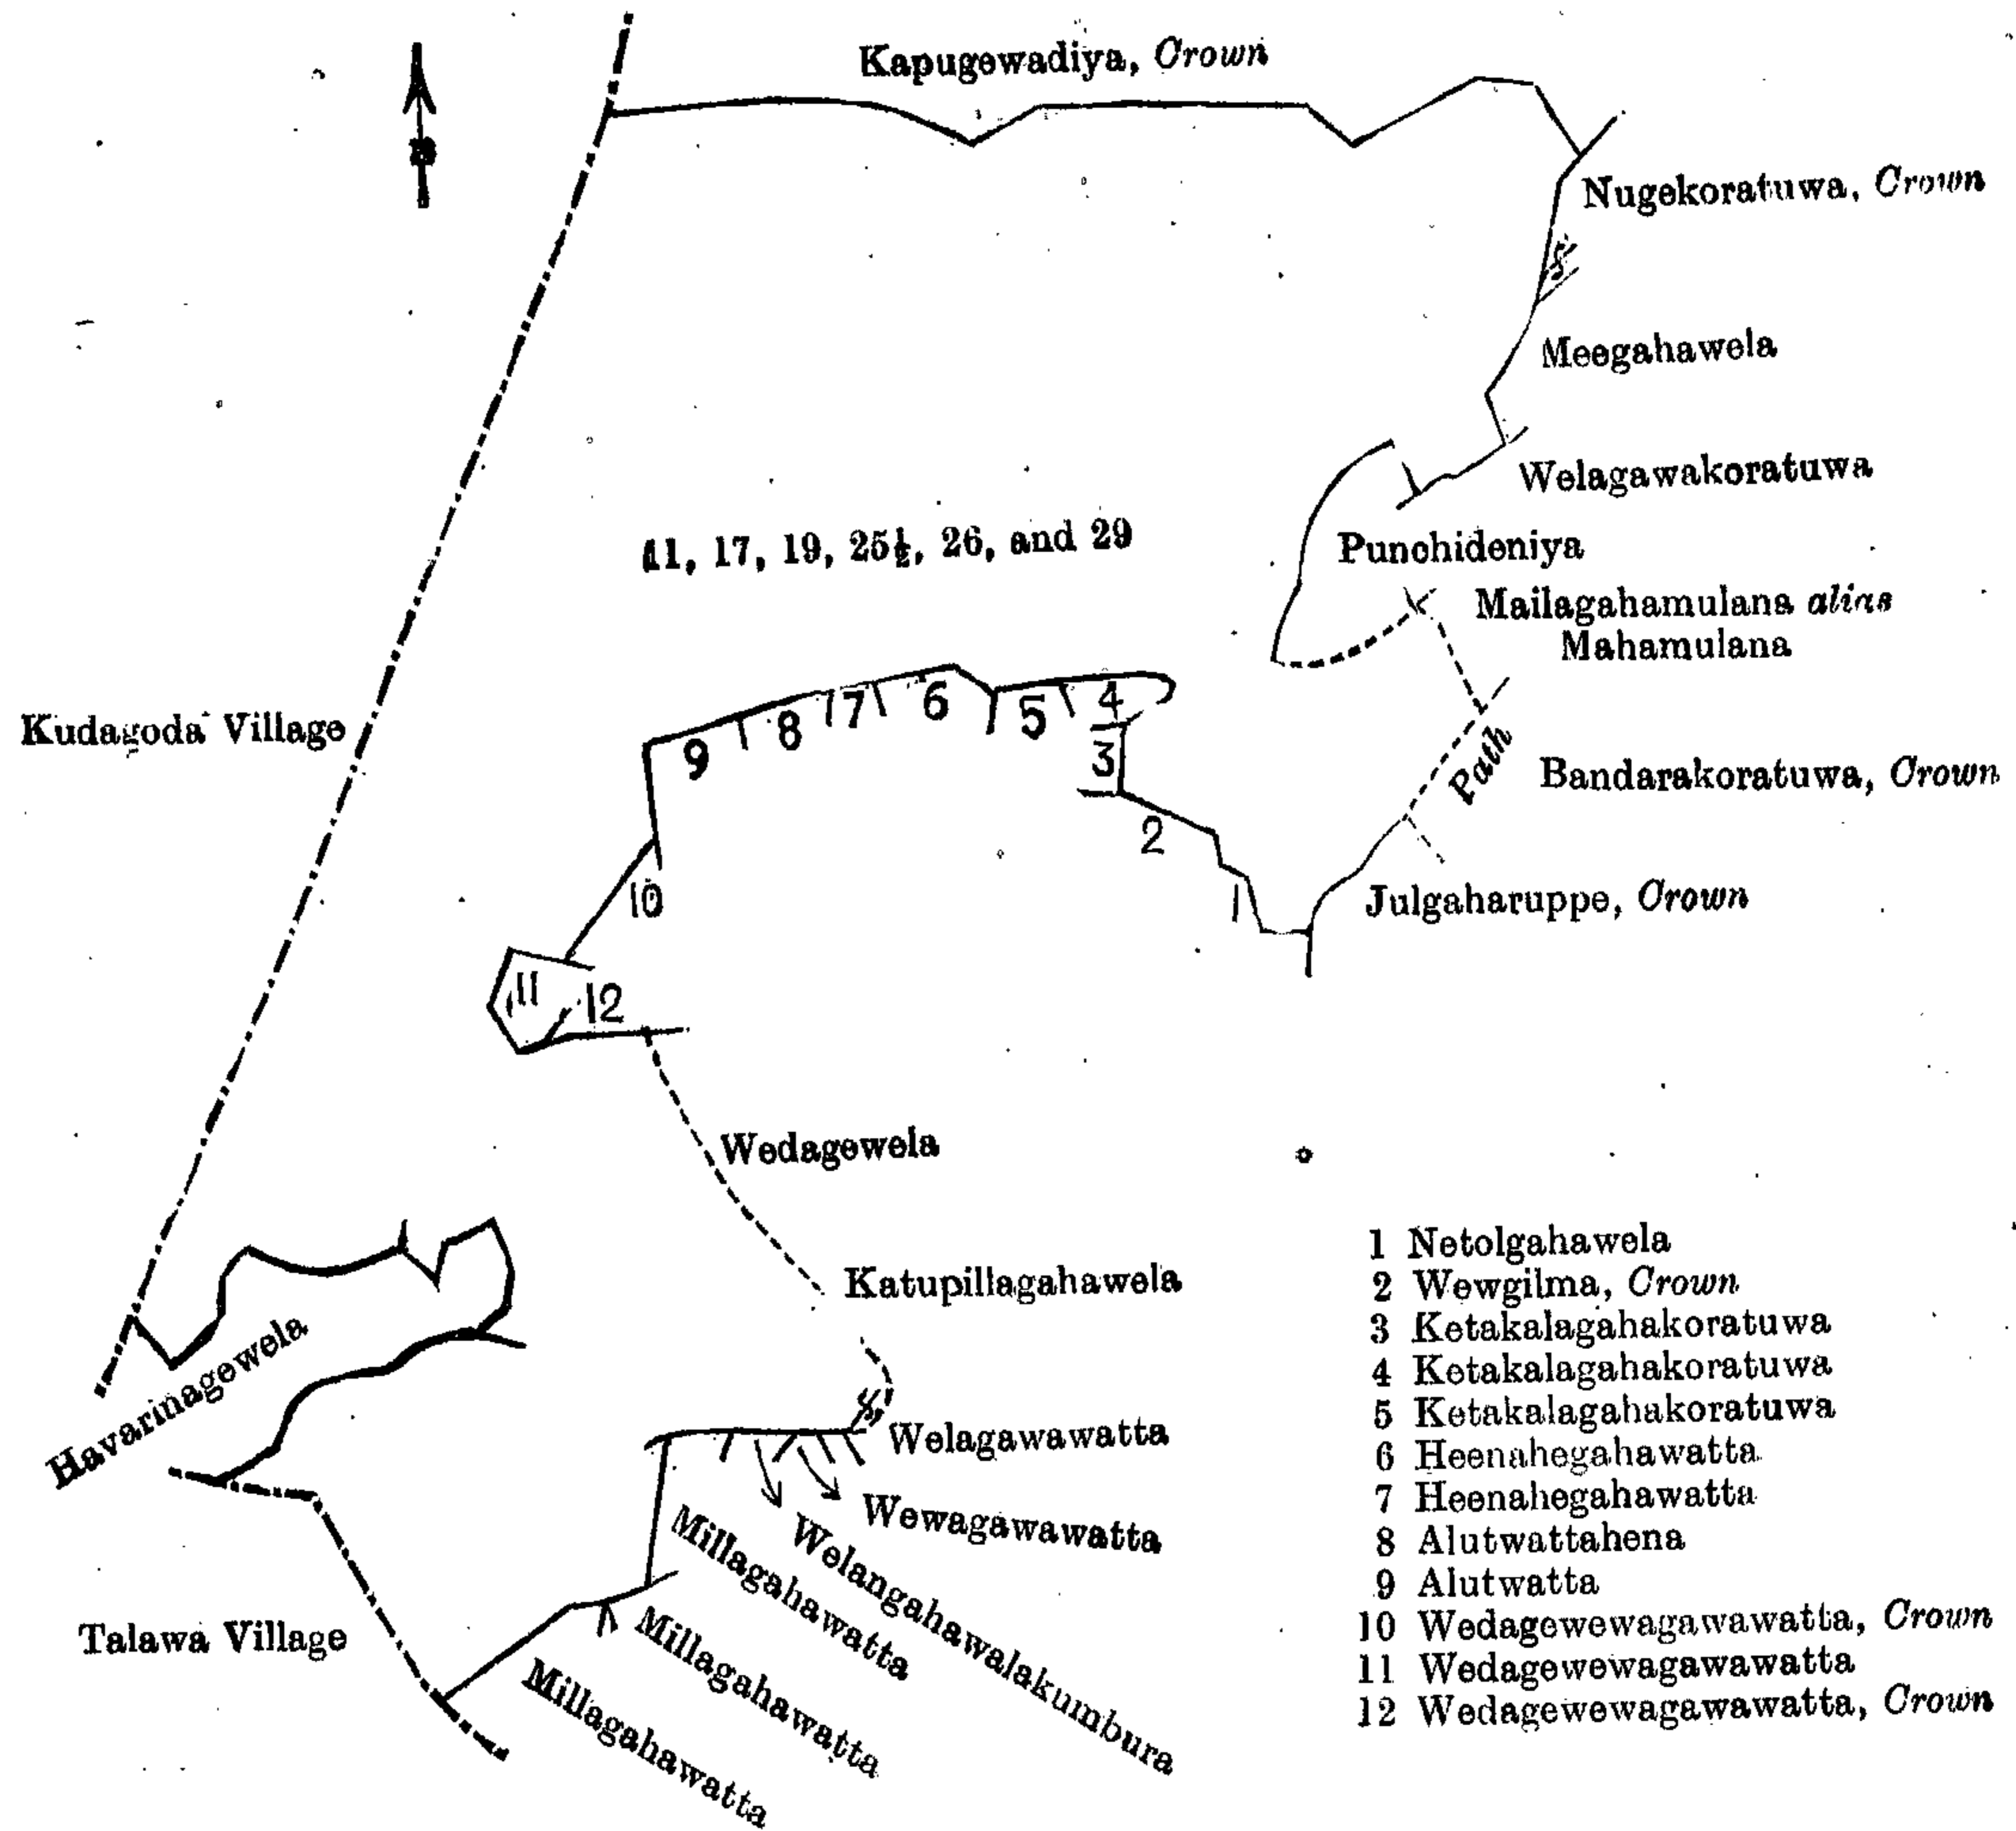 Kapugewadiya, Crown
N
Nugekoratuwa, Crown
Meegahawela
Welagawakoratuwa
11, 17, 19, 25½, 26, and 29
Punchideniya
Mailagahamulana alias
Mahamulana
Kudagoda Village
Path
Bandarakoratuwa, Crown
Julgaharuppe, Crown
9
8
7
6
5
4
3
2
1
10
11
12
Wedagewela
Katupillagahawela
Havarinagewela
Welagawawatta
Wewagawawatta
Welangahawalakumbura
Millagahawatta
Millagahawatta
Millagahawatta
Talawa Village
1 Netolgahawela
2 Wewgilma, Crown
3 Ketakalagahakoratuwa
4 Ketakalagahakoratuwa
5 Ketakalagahakoratuwa
6 Heenahegahawatta
7 Heenahegahawatta
8 Alutwattahena
9 Alutwatta
10 Wedagewewagawawatta, Crown
11 Wedagewewagawawatta
12 Wedagewewagawawatta, Crown